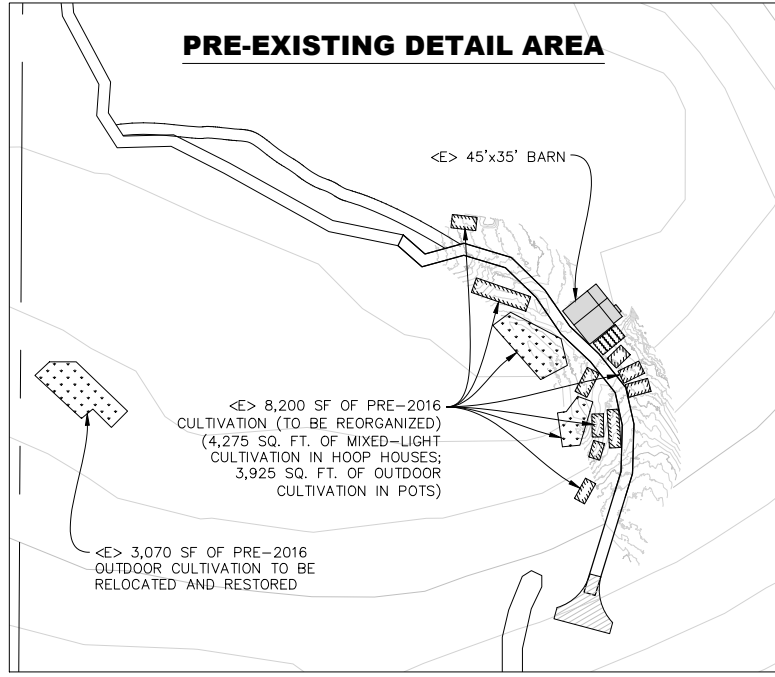 PRE-EXISTING DETAIL AREA
<E> 45'x35' BARN
<E> 8,200 SF OF PRE-2016
CULTIVATION (TO BE REORGANIZED)
(4,275 SQ. FT. OF MIXED-LIGHT
CULTIVATION IN HOOP HOUSES;
3,925 SQ. FT. OF OUTDOOR
CULTIVATION IN POTS)
<E> 3,070 SF OF PRE-2016
OUTDOOR CULTIVATION TO BE
RELOCATED AND RESTORED